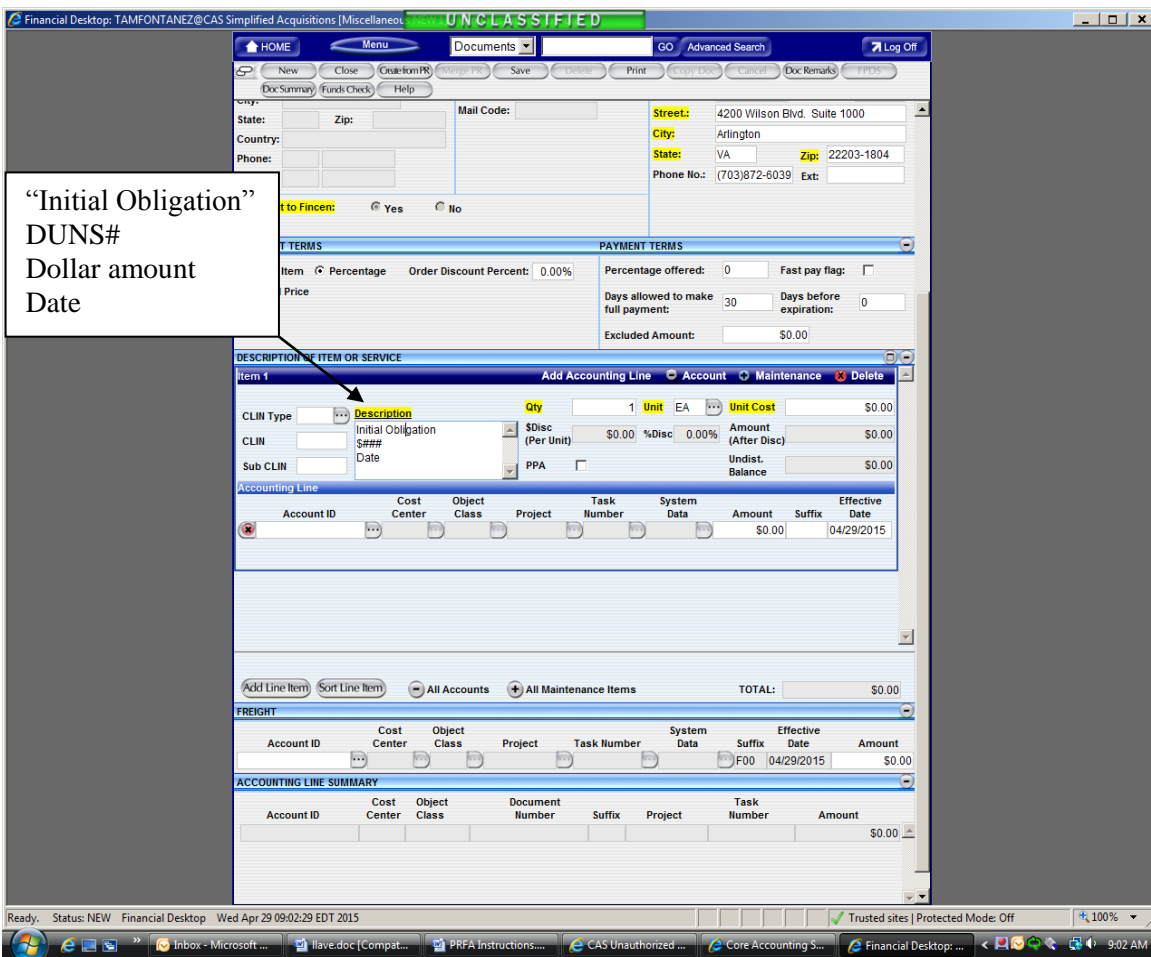 Financial Desktop: TAMFONTANEZ@CAS Simplified Acquisitions [Miscellaneou
UNCLASSIFIED
HOME Menu Documents GO Advanced Search Log Off
New Close Create from PR Merge PR Save Delete Print Copy Doc Cancel Doc Remarks FPDS
Doc Summary Funds Check Help
City:
State: Zip: Mail Code: Street.: 4200 Wilson Blvd. Suite 1000
Country: City: Arlington
Phone: State: VA Zip: 22203-1804
Phone No.: (703)872-6039 Ext:
“Initial Obligation”
DUNS#
Dollar amount
Date
t to Fincen: Yes No
T TERMS PAYMENT TERMS
Item Percentage Order Discount Percent: 0.00% Percentage offered: 0 Fast pay flag:
Price Days allowed to make full payment: 30 Days before expiration: 0
Excluded Amount: $0.00
DESCRIPTION OF ITEM OR SERVICE
Item 1 Add Accounting Line Account Maintenance Delete
CLIN Type Description Qty 1 Unit EA Unit Cost $0.00
CLIN Initial Obligation $Disc (Per Unit) $0.00 %Disc 0.00% Amount (After Disc) $0.00
$###
Sub CLIN Date PPA Undist. Balance $0.00
Accounting Line
Account ID Cost Center Object Class Project Task Number System Data Amount Suffix Effective Date
$0.00 04/29/2015
Add Line Item Sort Line Item All Accounts All Maintenance Items TOTAL: $0.00
FREIGHT
Account ID Cost Center Object Class Project Task Number System Data Suffix Effective Date Amount
F00 04/29/2015 $0.00
ACCOUNTING LINE SUMMARY
Account ID Cost Center Object Class Document Number Suffix Project Task Number Amount
$0.00
Ready. Status: NEW Financial Desktop Wed Apr 29 09:02:29 EDT 2015 Trusted sites | Protected Mode: Off 100%
Inbox - Microsoft ... llave.doc [Compat... PRFA Instructions.... CAS Unauthorized ... Core Accounting S... Financial Desktop: ... 9:02 AM